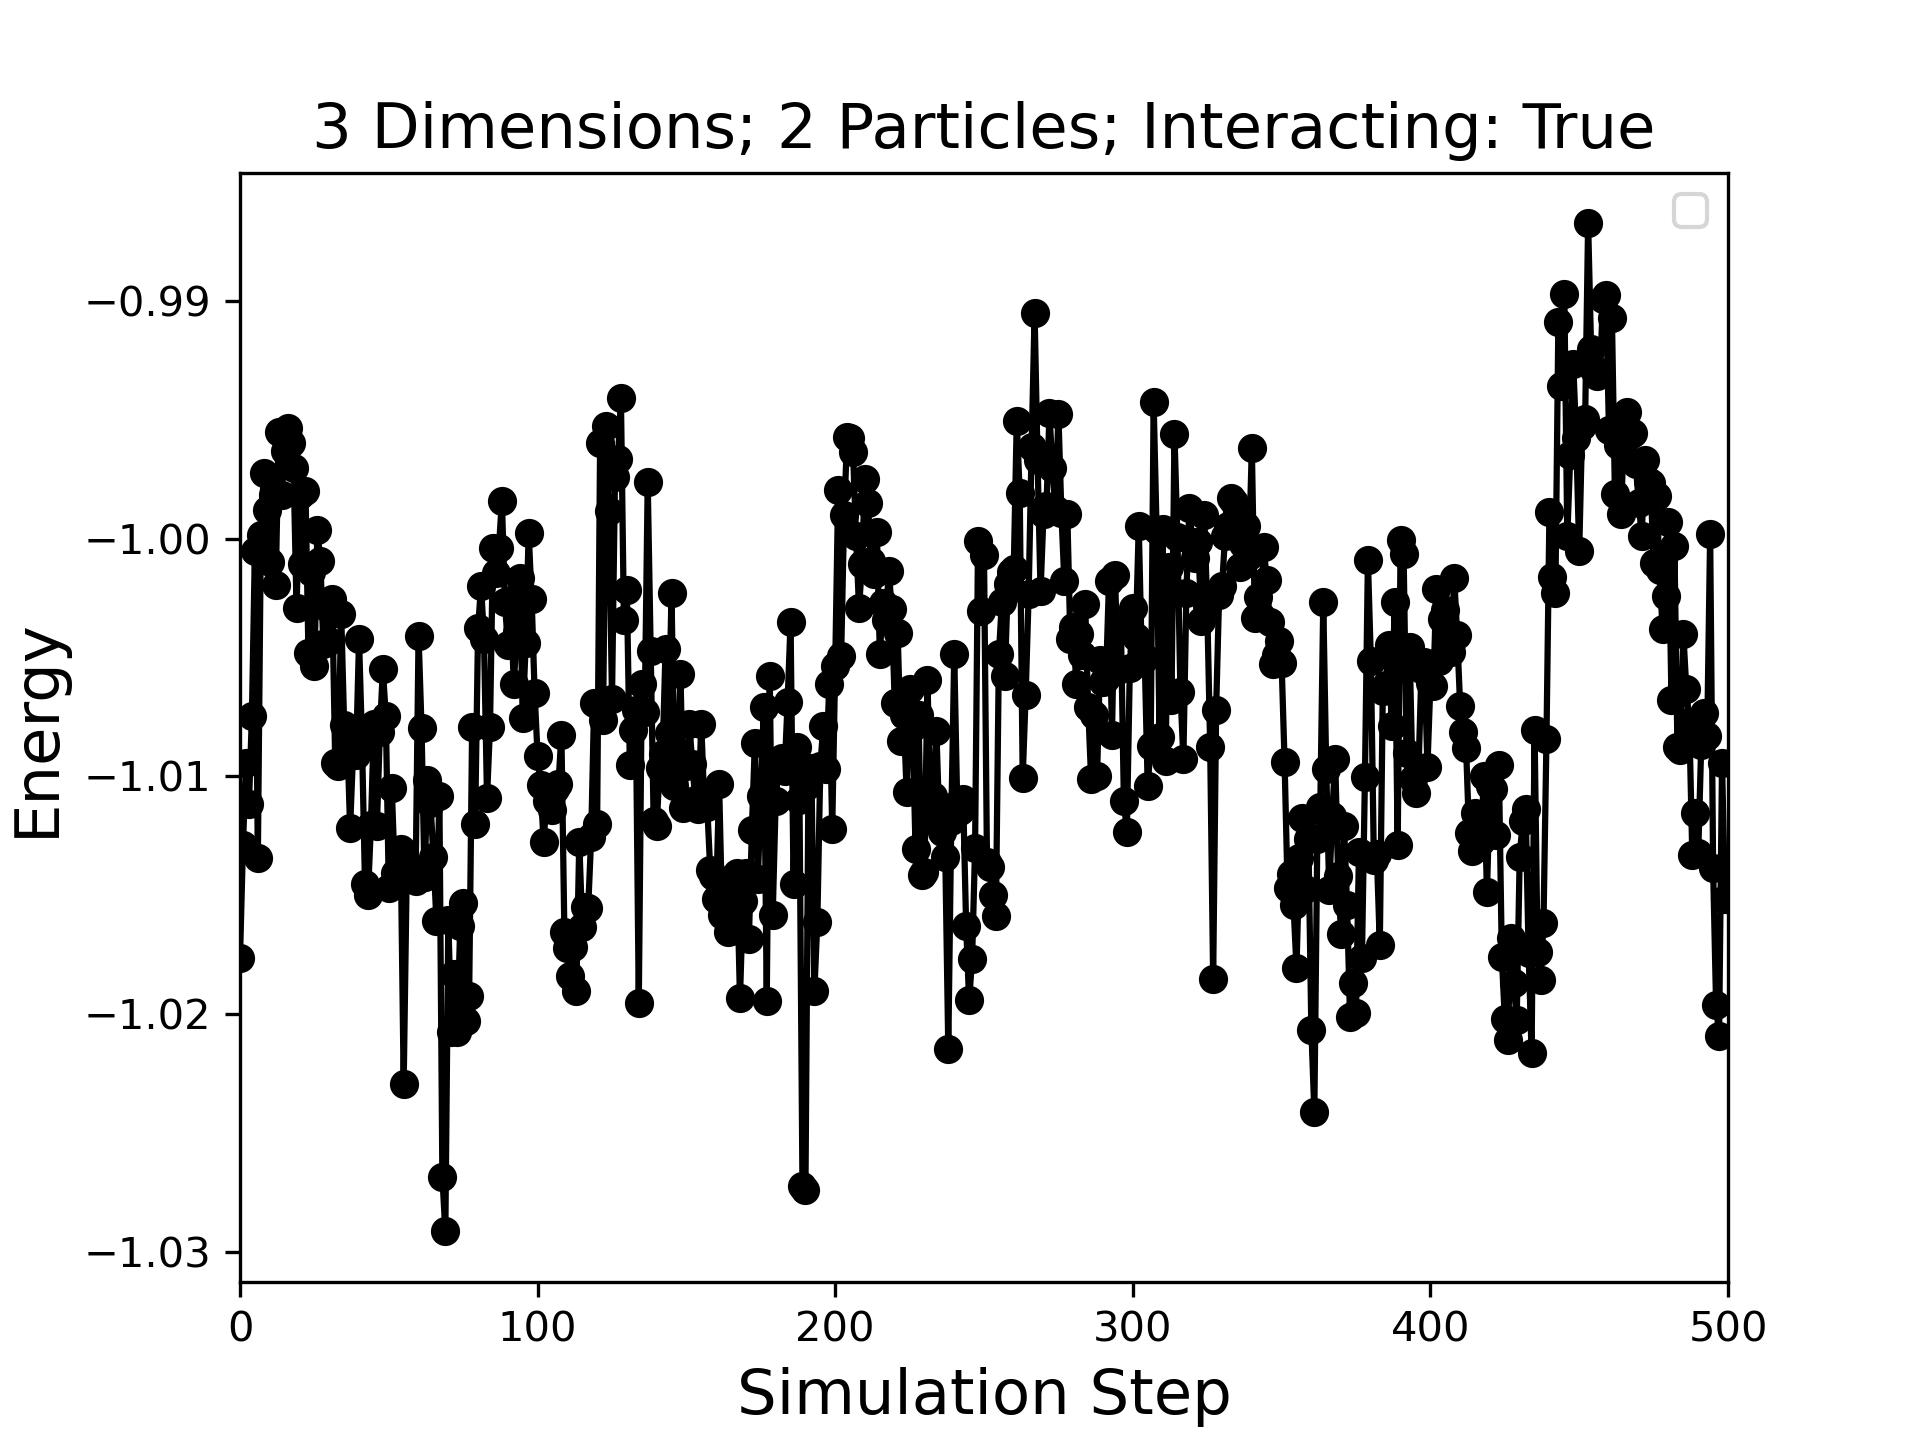 3 Dimensions; 2 Particles; Interacting: True
Energy
−0.99
−1.00
−1.01
−1.02
−1.03
0 100 200 300 400 500
Simulation Step